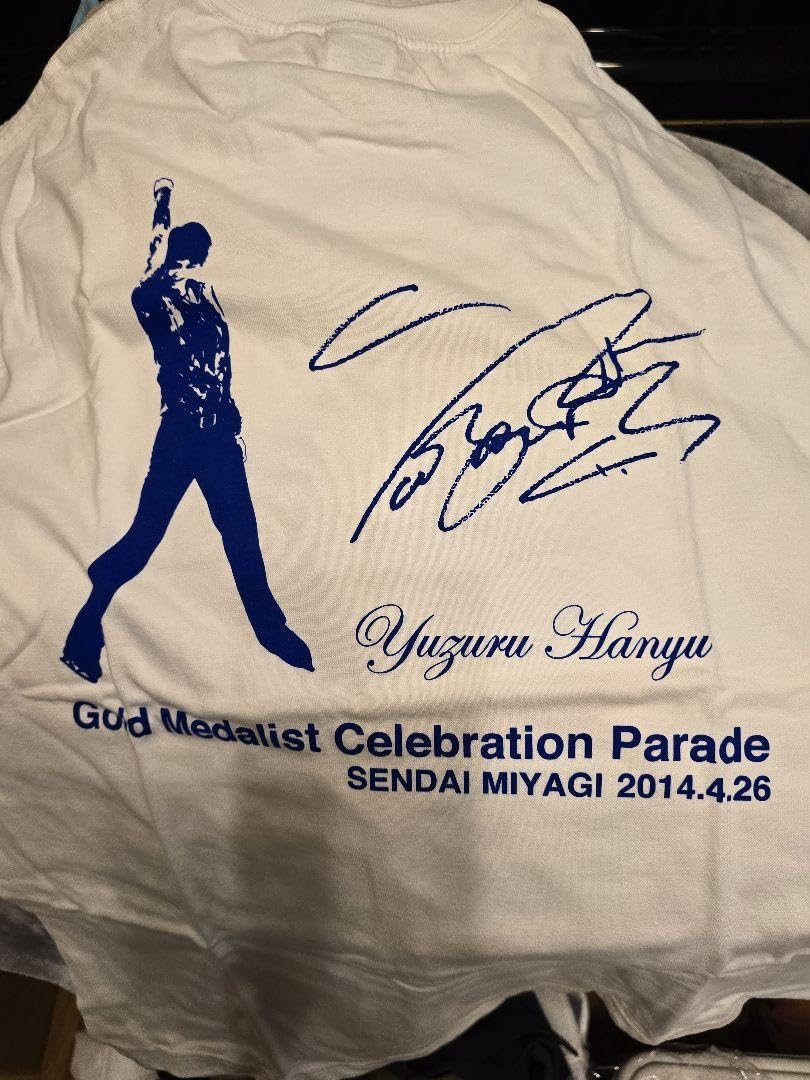 Yuzuru Hanyu
Gold Medalist Celebration Parade
SENDAI MIYAGI 2014.4.26